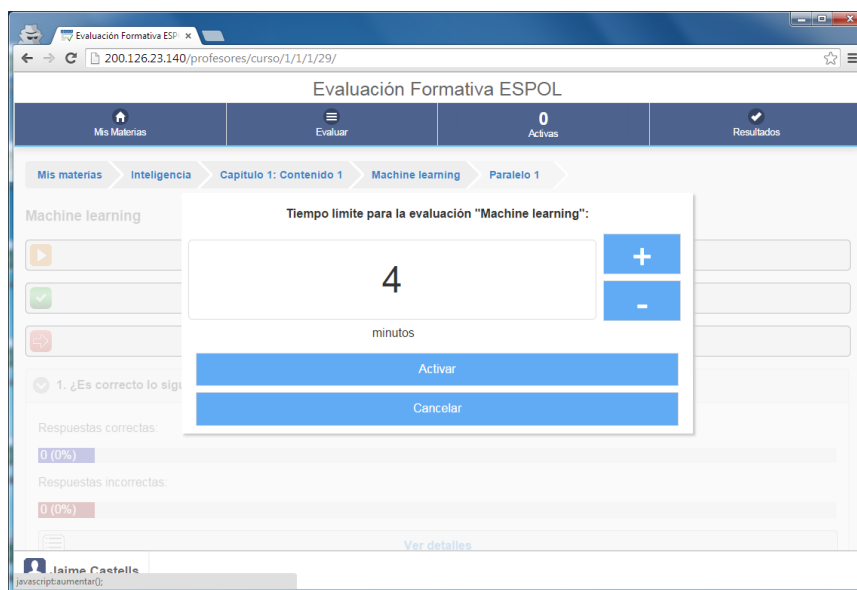 Evaluación Formativa ESP
200.126.23.140/profesores/curso/1/1/1/29/
Evaluación Formativa ESPOL
Mis Materias
Evaluar
0
Activas
Resultados
Mis materias
Inteligencia
Capitulo 1: Contenido 1
Machine learning
Paralelo 1
Machine learning
Tiempo límite para la evaluación "Machine learning":
4
+
-
minutos
Activar
Cancelar
1. ¿Es correcto lo sigu
Respuestas correctas:
0 (0%)
Respuestas incorrectas:
0 (0%)
Ver detalles
Jaime Castells
javascript:aumentar();